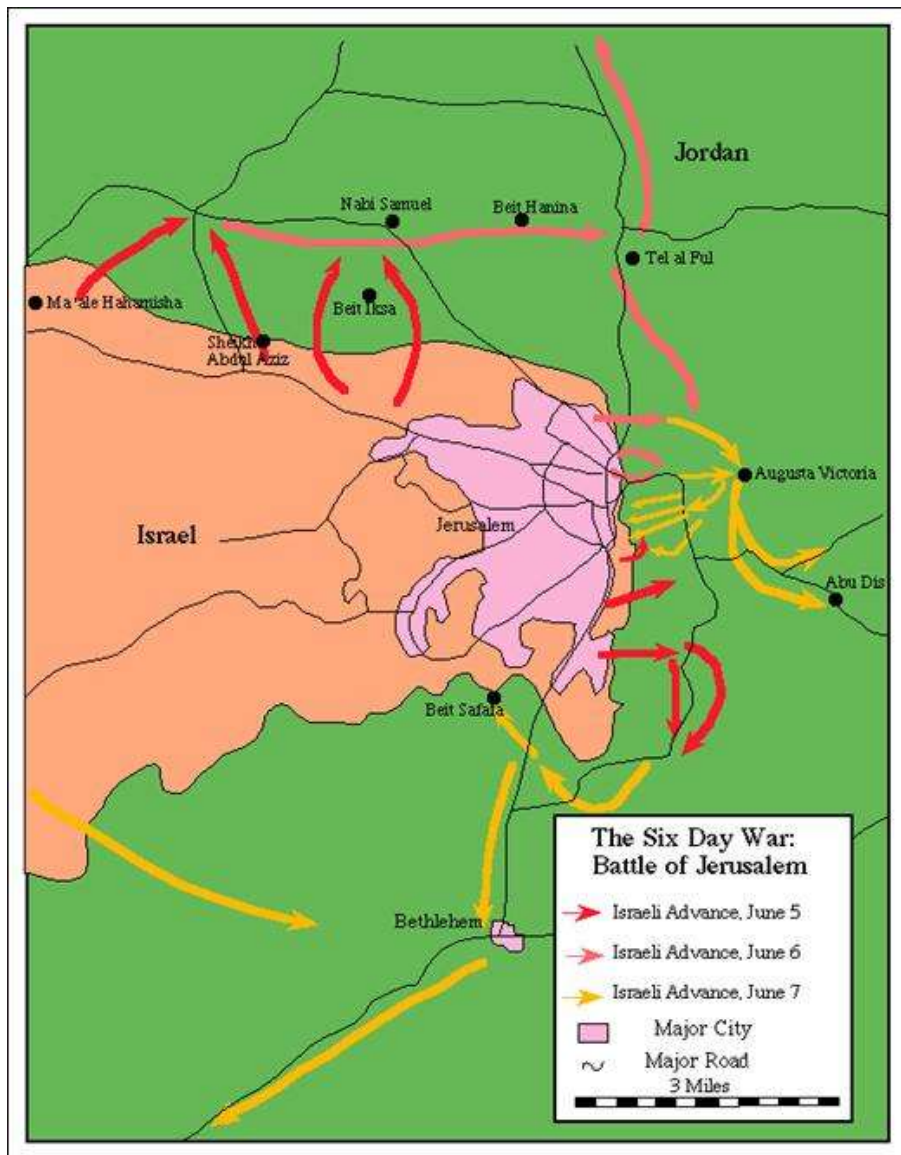 Jordan
Nabi Samuel
Beit Hanina
Tel al Ful
Ma'ale Hahamisha
Beit Iksa
Sheikh
Abdul Aziz
Augusta Victoria
Jerusalem
Israel
Abu Dis
Beit Safafa
Bethlehem
The Six Day War:
Battle of Jerusalem
Israeli Advance, June 5
Israeli Advance, June 6
Israeli Advance, June 7
Major City
Major Road
3 Miles